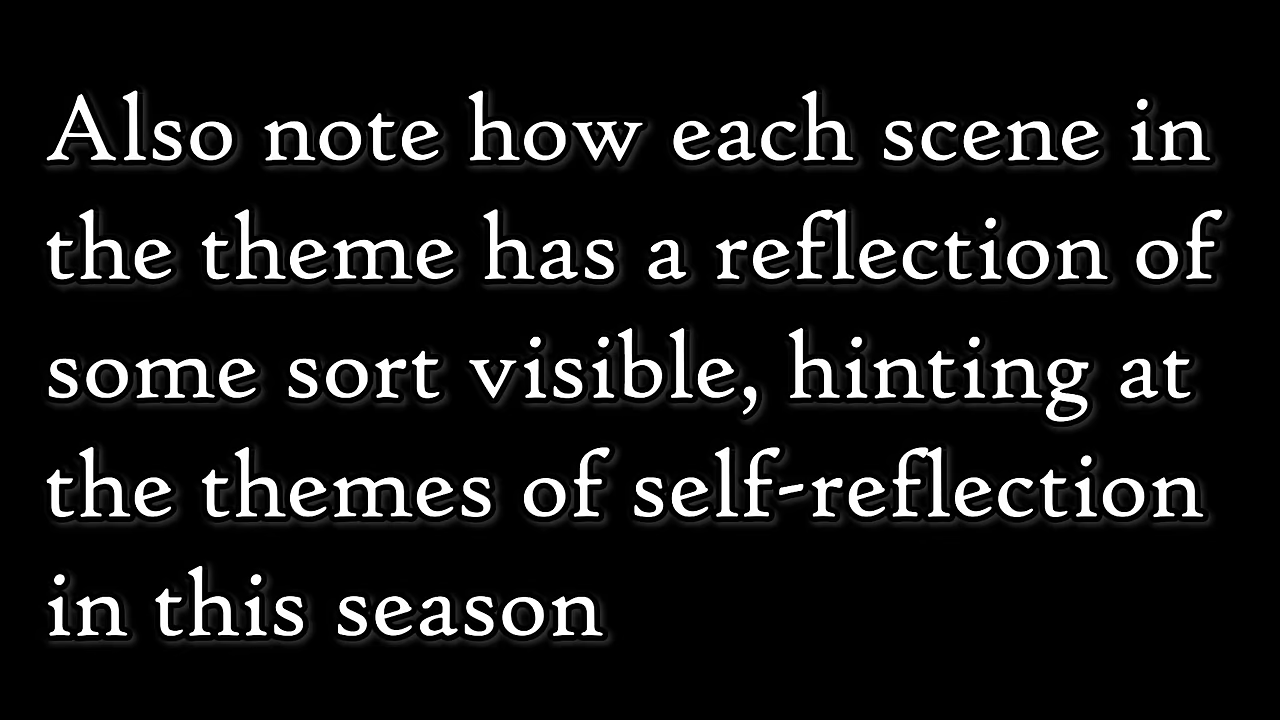 Also note how each scene in
the theme has a reflection of
some sort visible, hinting at
the themes of self-reflection
in this season